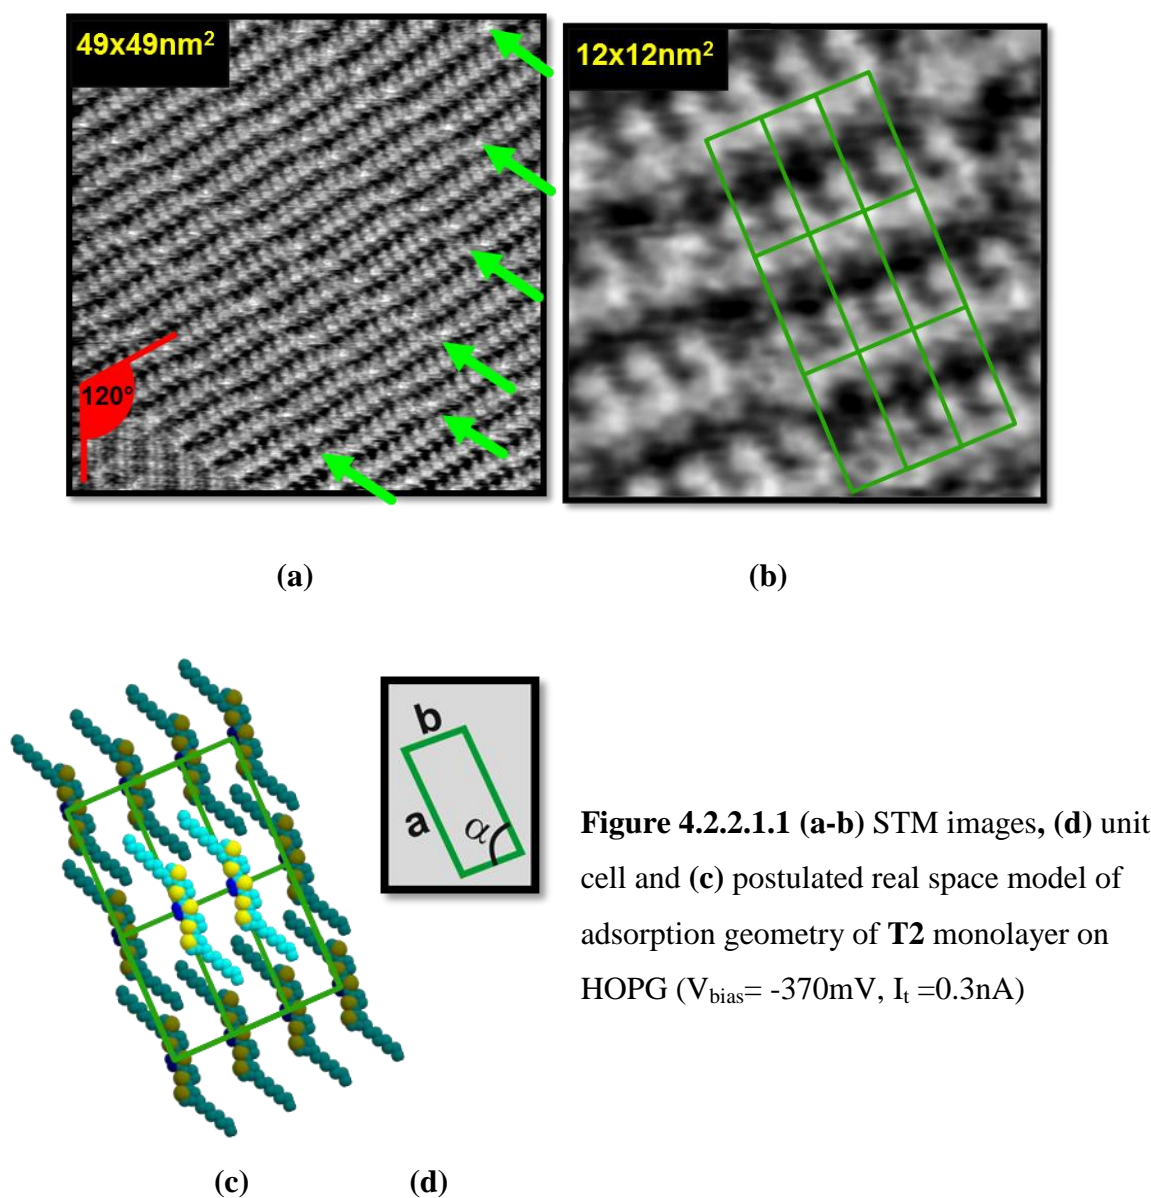 49x49nm²
12x12nm²
120°
(a)
(b)
b
a
α
Figure 4.2.2.1.1 (a-b) STM images, (d) unit
cell and (c) postulated real space model of
adsorption geometry of T2 monolayer on
HOPG (Vbias= -370mV, It =0.3nA)
(c)
(d)